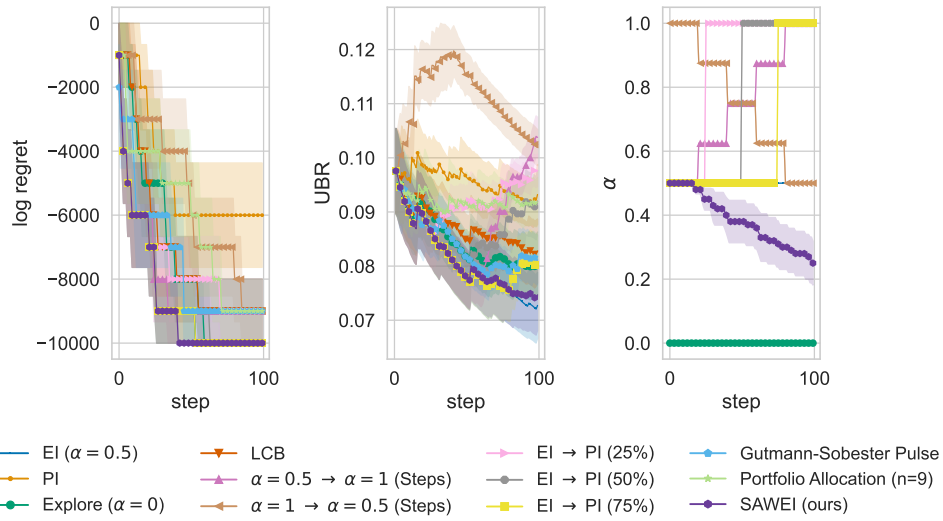 0
−2000
−4000
−6000
−8000
−10000
log regret
0
100
step
0.12
0.11
0.10
0.09
0.08
0.07
UBR
0
100
step
1.0
0.8
0.6
0.4
0.2
0.0
α
0
100
step
EI (α = 0.5)
PI
Explore (α = 0)
LCB
α = 0.5 → α = 1 (Steps)
α = 1 → α = 0.5 (Steps)
EI → PI (25%)
EI → PI (50%)
EI → PI (75%)
Gutmann-Sobester Pulse
Portfolio Allocation (n=9)
SAWEI (ours)